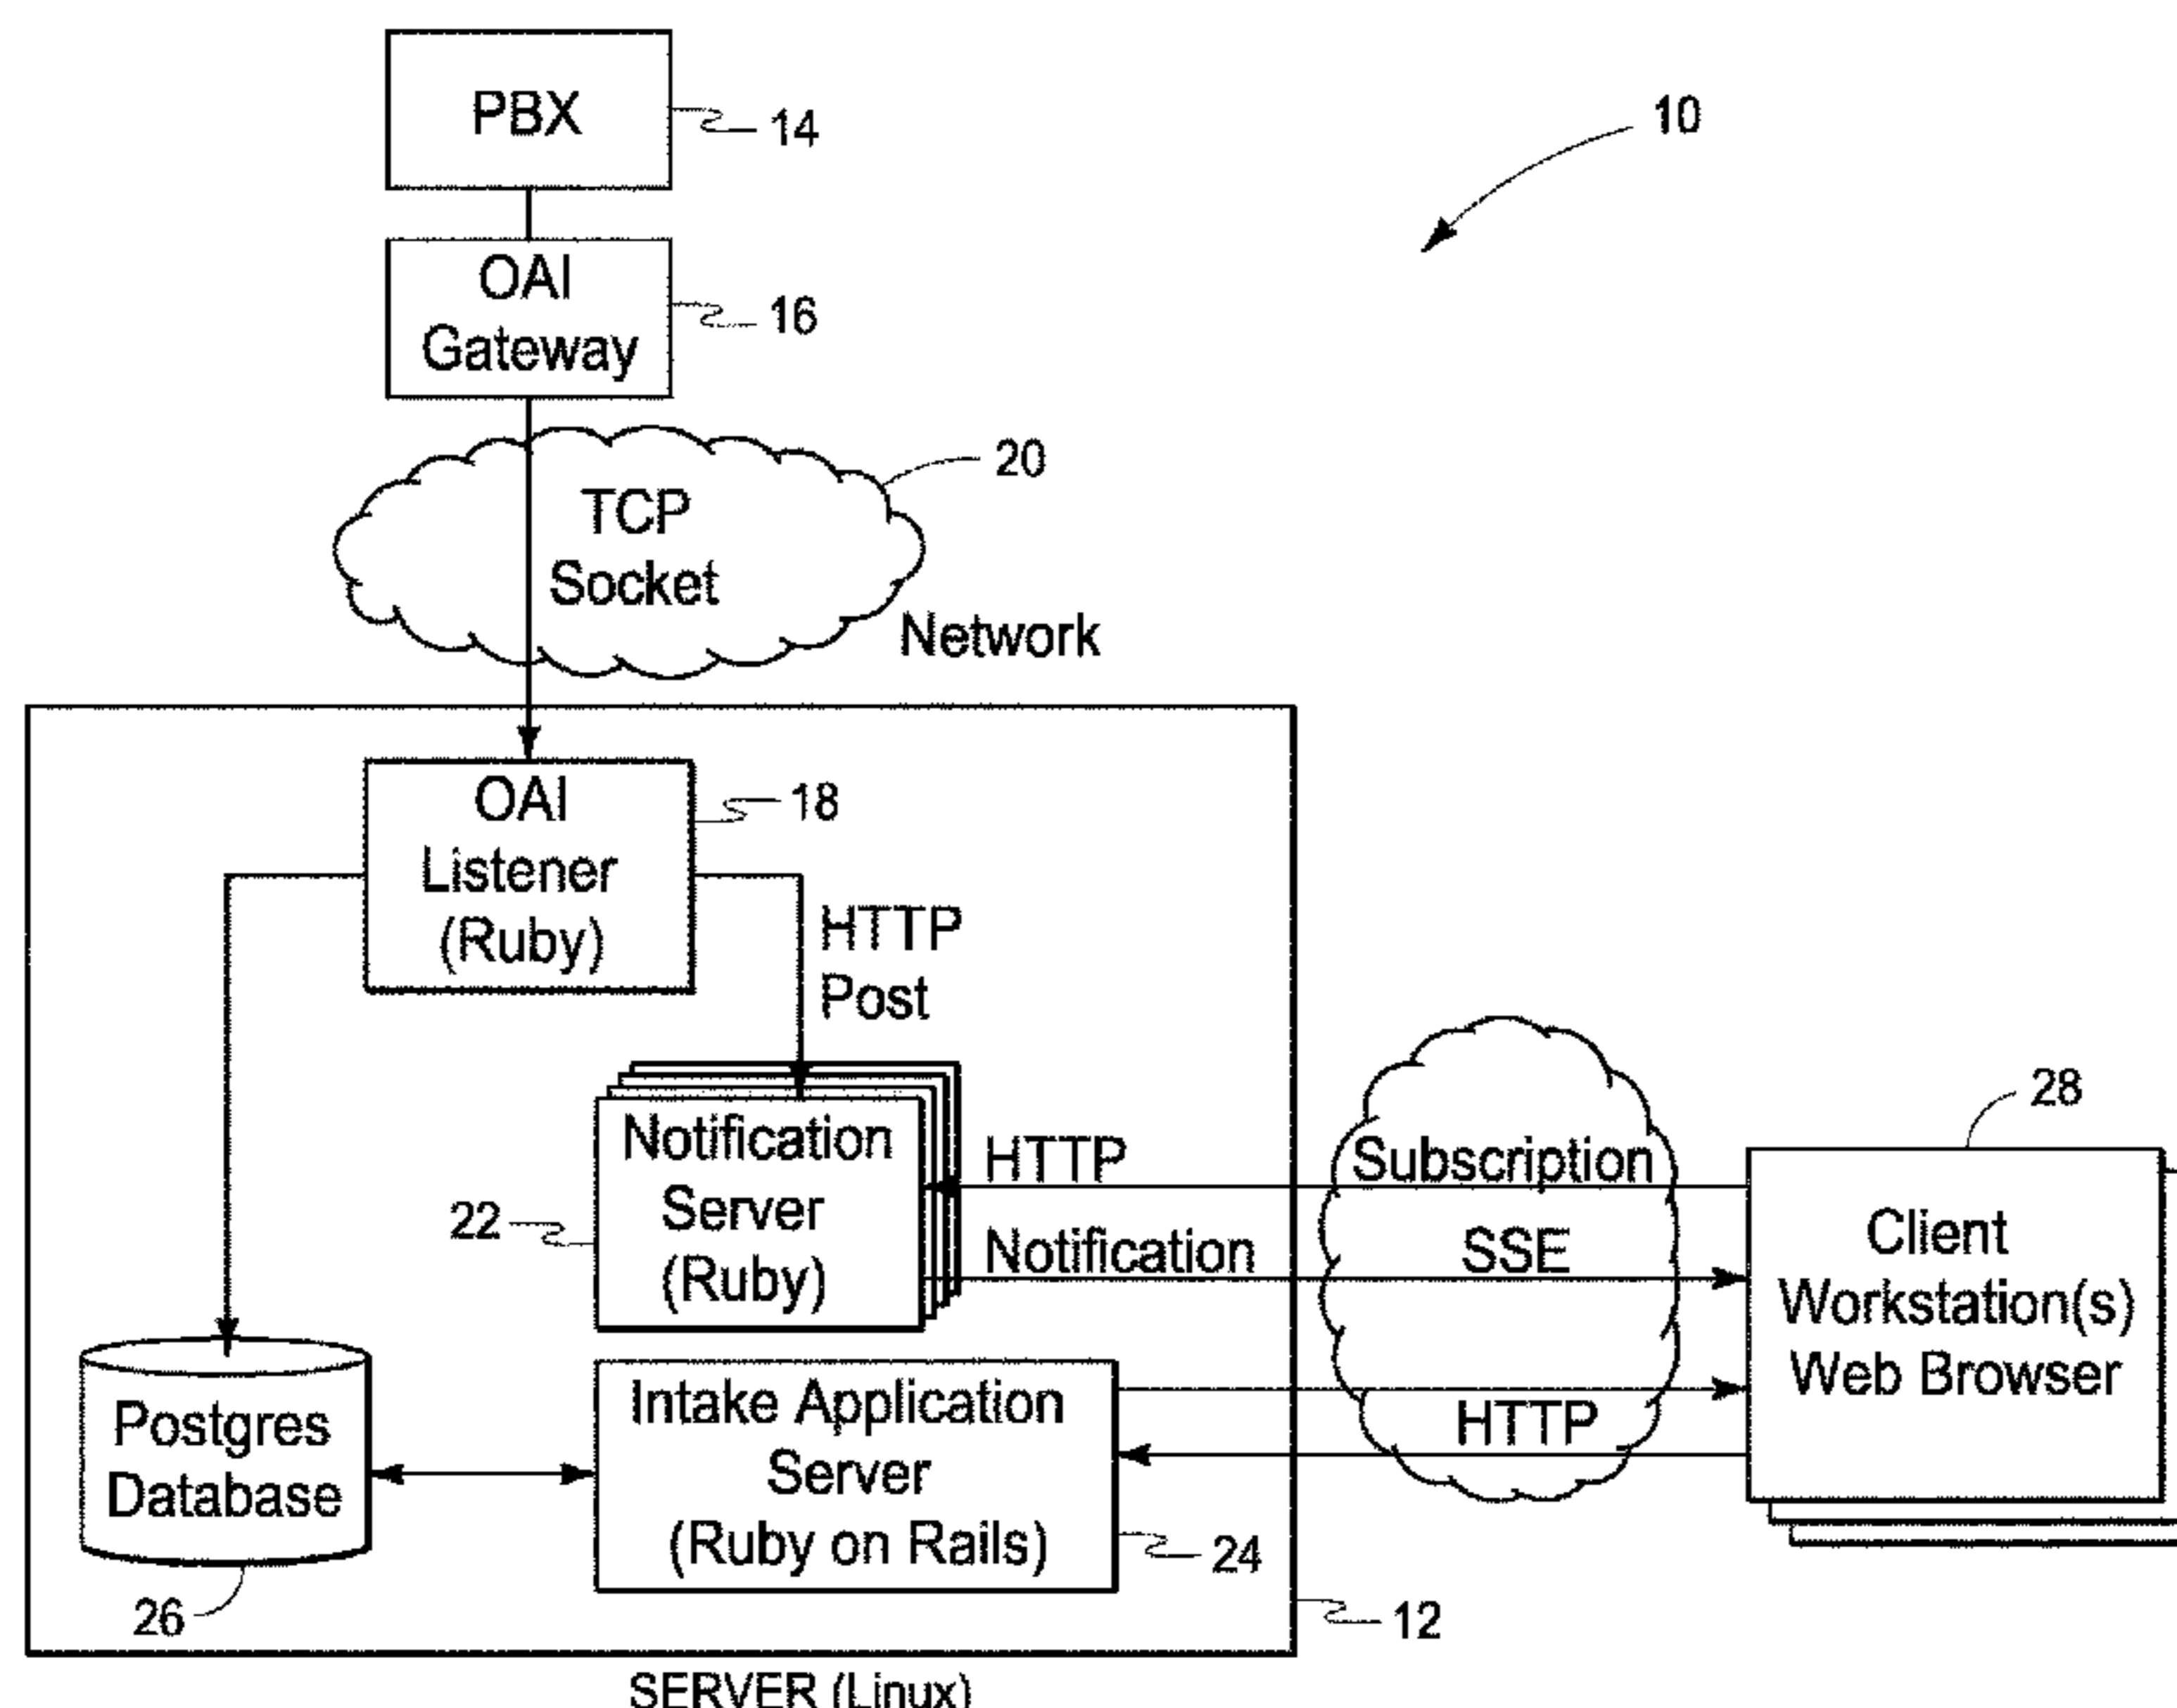 PBX
14
10
OAI
Gateway
16
20
TCP
Socket
Network
OAI
Listener
(Ruby)
18
HTTP
Post
Notification
Server
(Ruby)
22
HTTP
Subscription
Notification
SSE
28
Client
Workstation(s)
Web Browser
Postgres
Database
26
Intake Application
Server
(Ruby on Rails)
24
HTTP
12
SERVER (Linux)